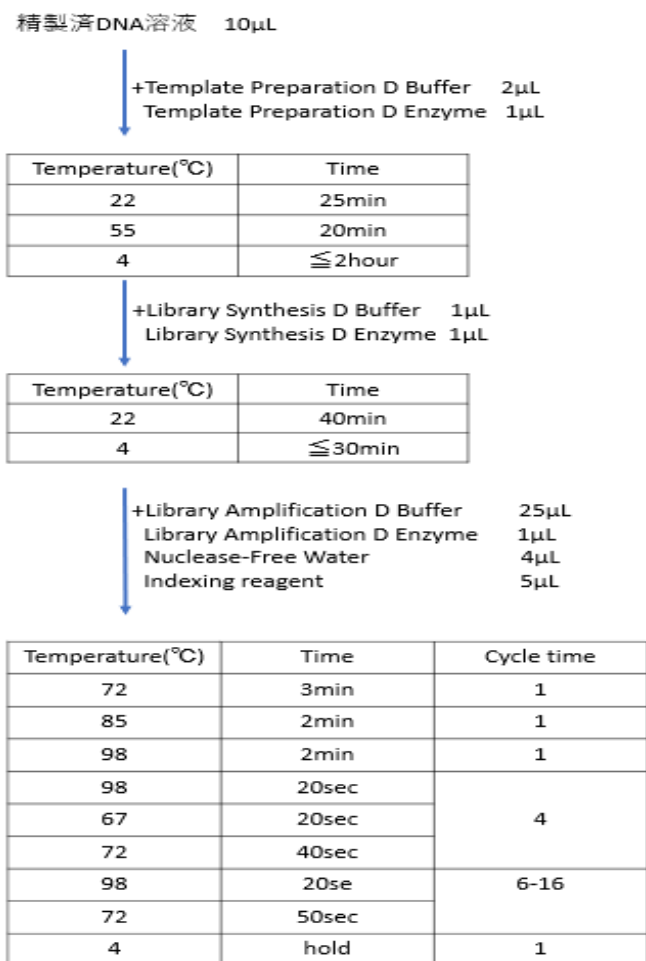 精製済DNA溶液 10μL
+Template Preparation D Buffer 2μL
Template Preparation D Enzyme 1μL
Temperature(℃) Time
22 25min
55 20min
4 ≦2hour
+Library Synthesis D Buffer 1μL
Library Synthesis D Enzyme 1μL
Temperature(℃) Time
22 40min
4 ≦30min
+Library Amplification D Buffer 25μL
Library Amplification D Enzyme 1μL
Nuclease-Free Water 4μL
Indexing reagent 5μL
Temperature(℃) Time Cycle time
72 3min 1
85 2min 1
98 2min 1
98 20sec
67 20sec 4
72 40sec
98 20se 6-16
72 50sec
4 hold 1